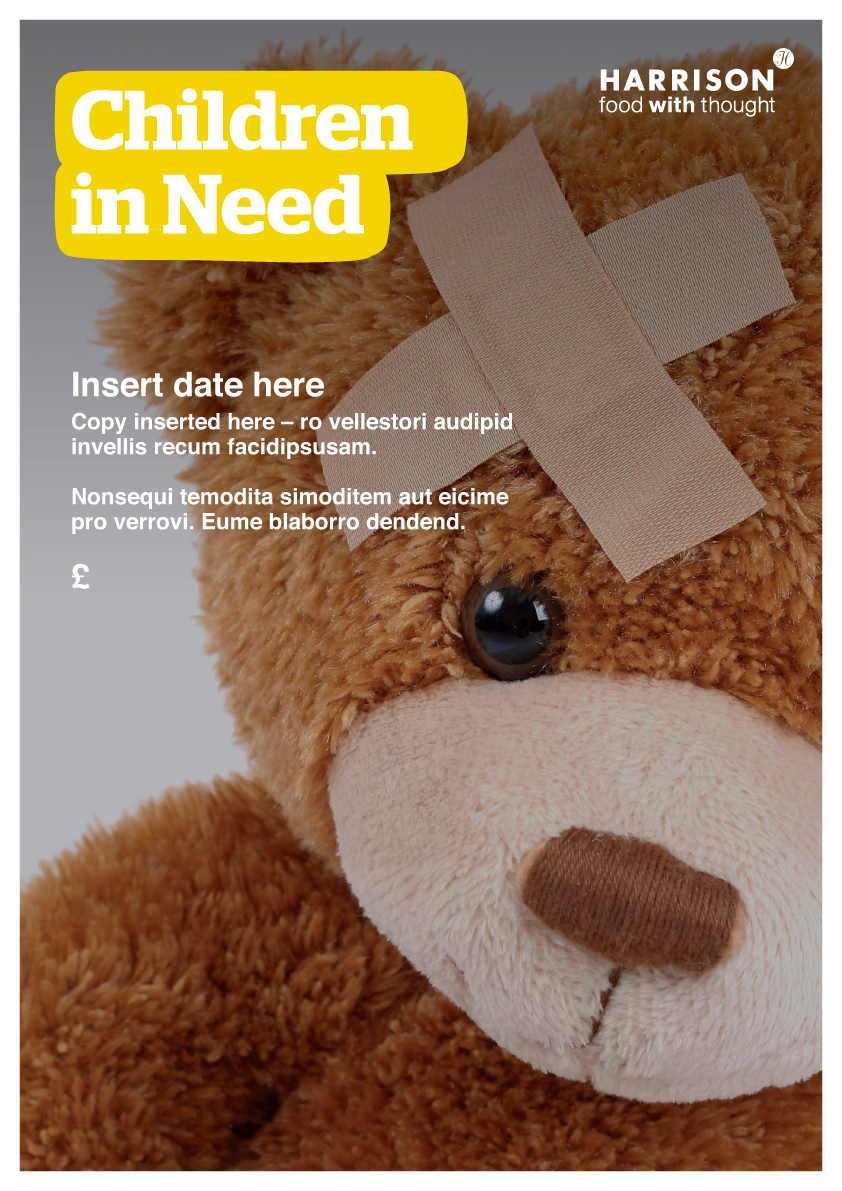 Children
in Need
H
HARRISON
food with thought
Insert date here
Copy inserted here – ro vellestori audipid
invellis recum facidipsusam.
Nonsequi temodita simoditem aut eicime
pro verrovi. Eume blaborro dendend.
£